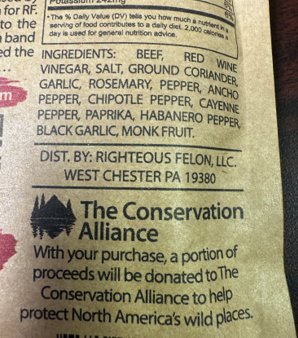 for RF.
Potassium 242mg
6%
*The % Daily Value (DV) tells you how much a nutrient in a
serving of food contributes to a daily diet. 2,000 calories a
day is used for general nutrition advice.
to the
band
ed the
INGREDIENTS: BEEF, RED WINE
VINEGAR, SALT, GROUND CORIANDER,
GARLIC, ROSEMARY, PEPPER, ANCHO
PEPPER, CHIPOTLE PEPPER, CAYENNE
PEPPER, PAPRIKA, HABANERO PEPPER,
BLACK GARLIC, MONK FRUIT.
DIST. BY: RIGHTEOUS FELON, LLC.
WEST CHESTER PA 19380
The Conservation
Alliance
With your purchase, a portion of
proceeds will be donated to The
Conservation Alliance to help
protect North America's wild places.